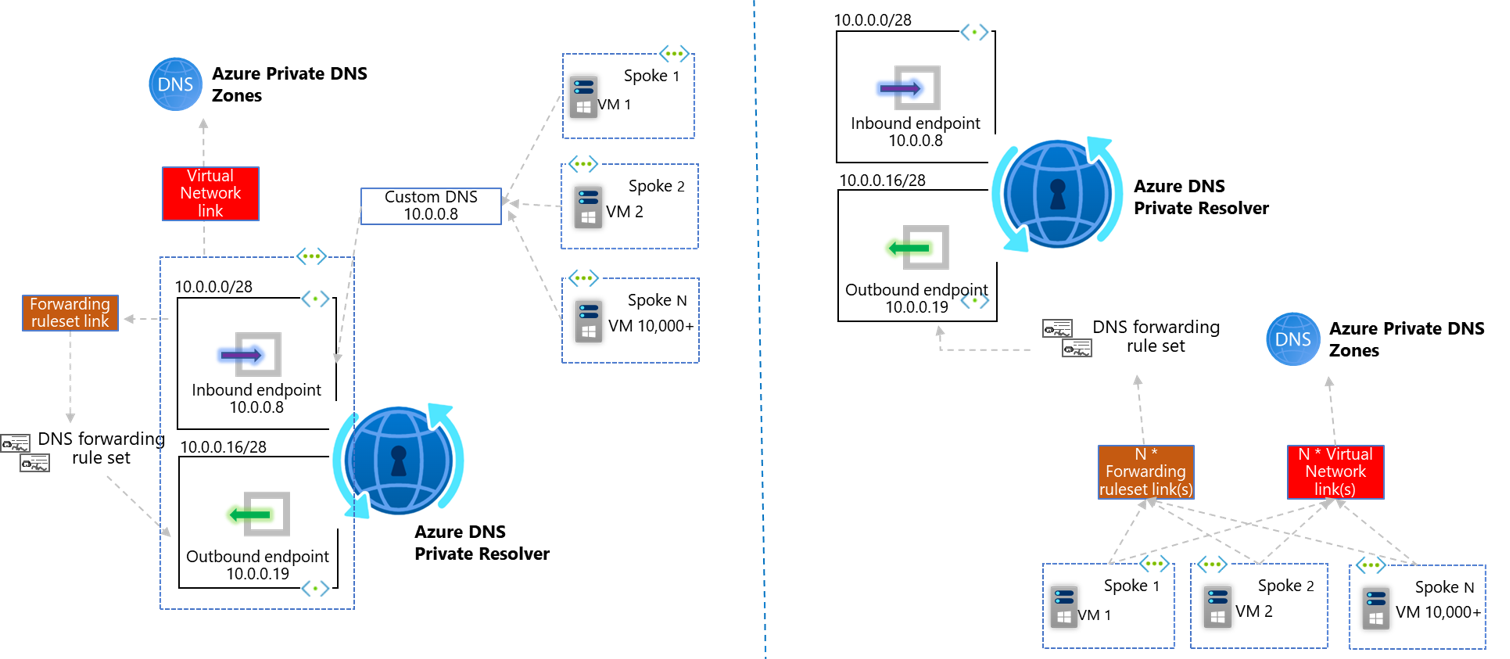 Azure Private DNS
Zones
DNS
Virtual
Network
link
Custom DNS
10.0.0.8
Spoke 1
VM 1
Spoke 2
VM 2
Spoke N
VM 10,000+
Forwarding
ruleset link
10.0.0.0/28
Inbound endpoint
10.0.0.8
DNS forwarding
rule set
10.0.0.16/28
Outbound endpoint
10.0.0.19
Azure DNS
Private Resolver
10.0.0.0/28
Inbound endpoint
10.0.0.8
10.0.0.16/28
Outbound endpoint
10.0.0.19
Azure DNS
Private Resolver
DNS forwarding
rule set
DNS
Azure Private DNS
Zones
N *
Forwarding
ruleset link(s)
N * Virtual
Network
link(s)
Spoke 1
VM 1
Spoke 2
VM 2
Spoke N
VM 10,000+